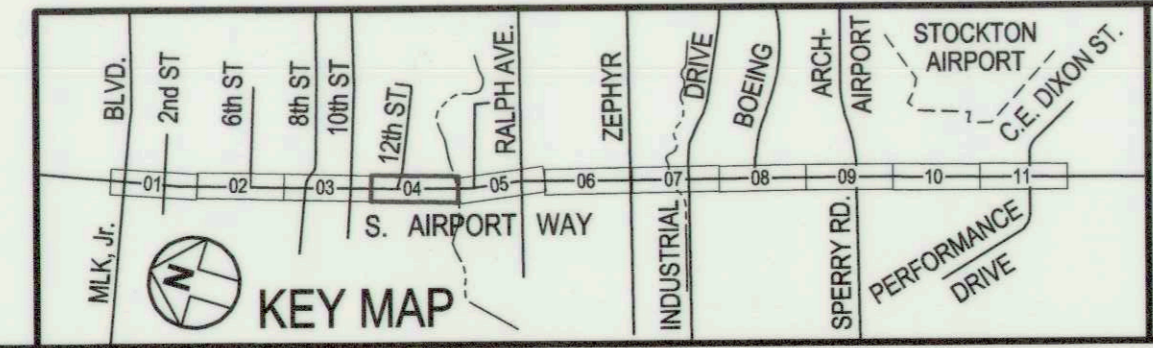 BLVD.
2nd ST
6th ST
8th ST
10th ST
12th ST.
RALPH AVE.
ZEPHYR
DRIVE
BOEING
ARCH-
AIRPORT
STOCKTON
AIRPORT
C.E. DIXON ST.
01
02
03
04
05
06
07
08
09
10
11
S. AIRPORT WAY
MLK, Jr.
N
KEY MAP
INDUSTRIAL
SPERRY RD.
PERFORMANCE
DRIVE